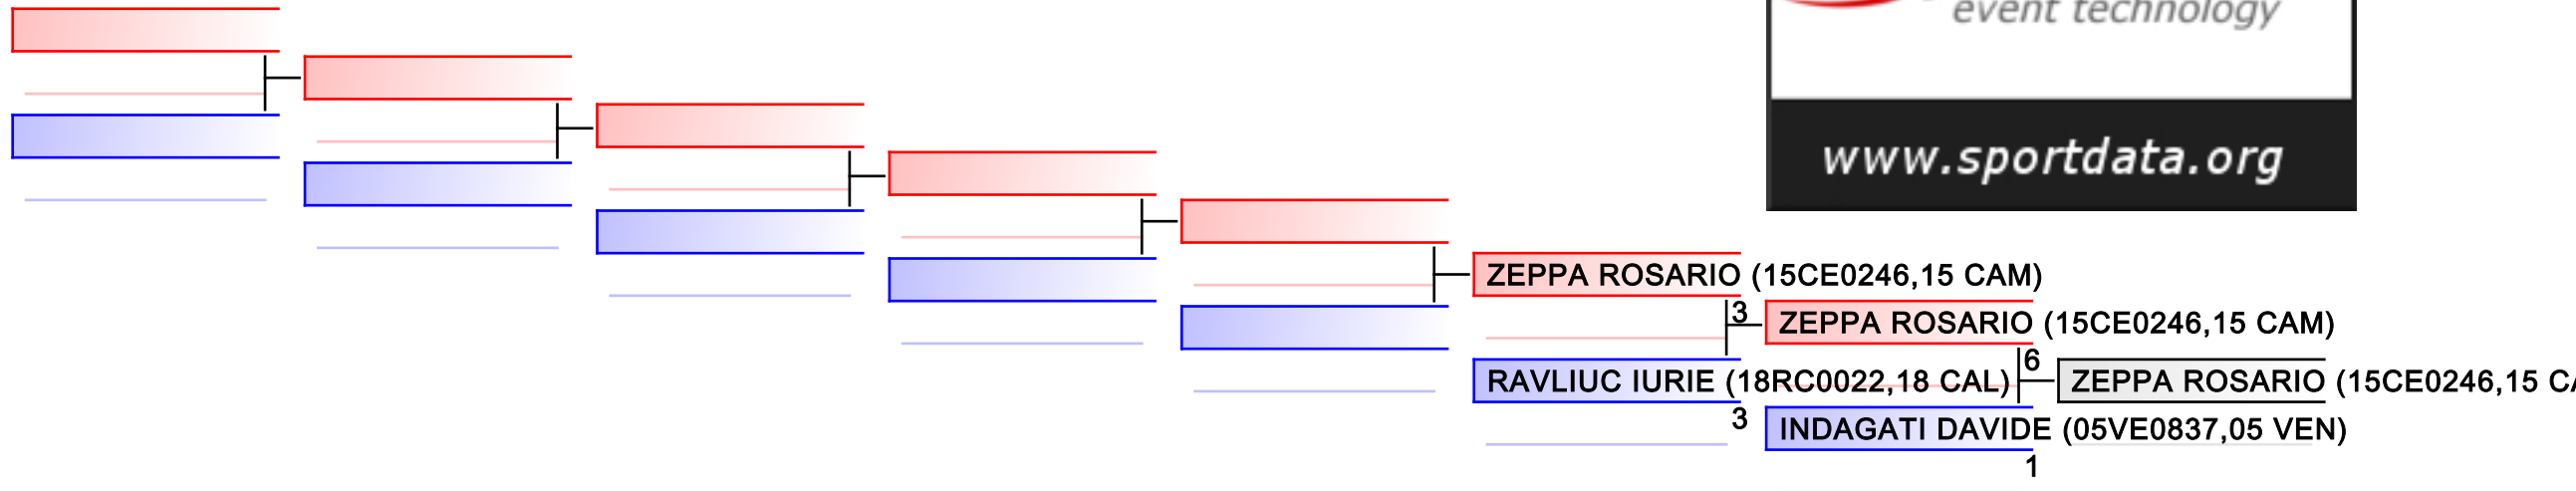 event technology
www.sportdata.org
ZEPPA ROSARIO (15CE0246,15 CAM)
3
ZEPPA ROSARIO (15CE0246,15 CAM)
6
RAVLIUC IURIE (18RC0022,18 CAL)
ZEPPA ROSARIO (15CE0246,15 CA
3
INDAGATI DAVIDE (05VE0837,05 VEN)
1